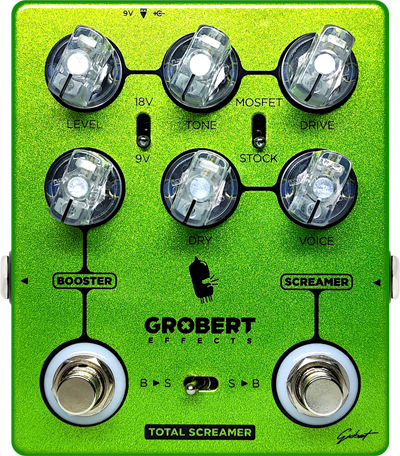 9V
LEVEL
18V
TONE
MOSFET
DRIVE
9V
STOCK
DRY
VOICE
BOOSTER
SCREAMER
GROBERT
EFFECTS
B ▸ S
S ▸ B
TOTAL SCREAMER